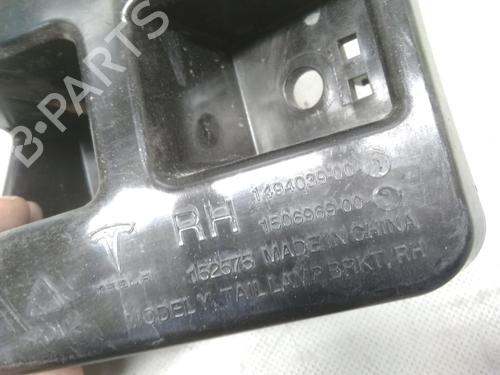 B-PARTS
RH 1494039-00
1506969-00
TESLA 152575 MADE IN CHINA
MODEL Y, TAIL LAMP BRKT, RH